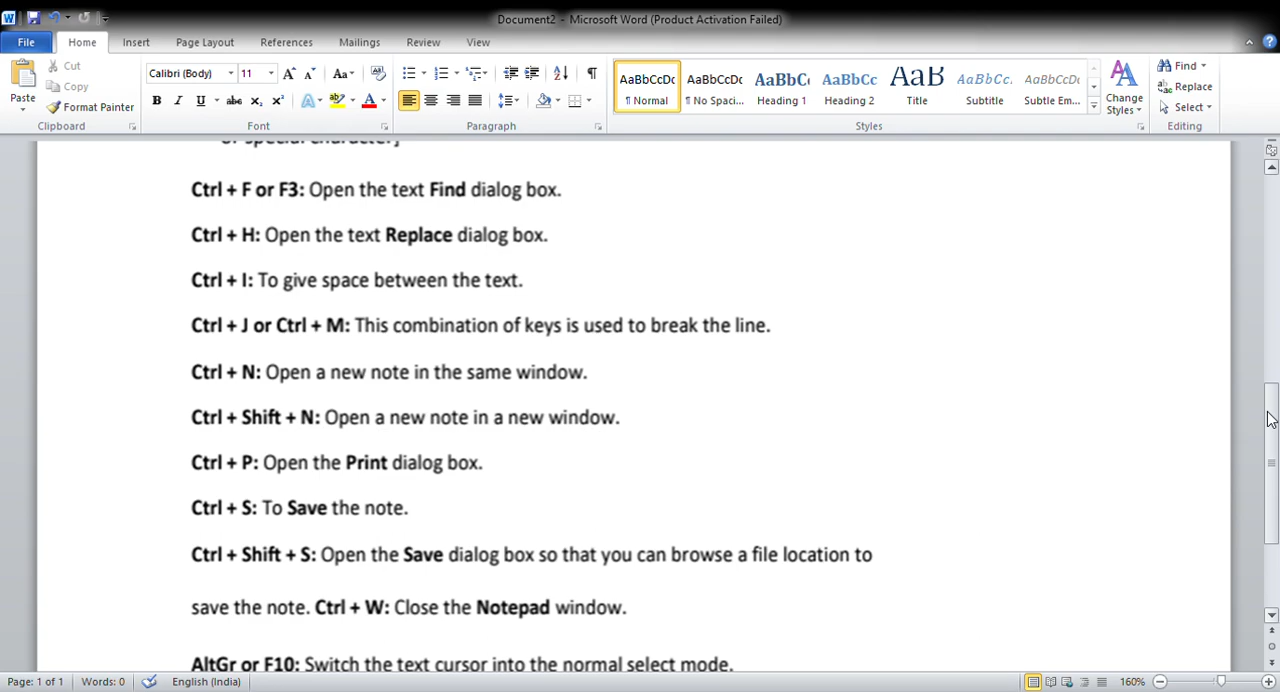 Document2 - Microsoft Word (Product Activation Failed)
File Home Insert Page Layout References Mailings Review View
Paste Cut Copy Format Painter
Calibri (Body) 11
AaBbCcDc AaBbCcDc AaBbC AaBbCc AaB AaBbCc. AaBbCcDc
¶ Normal ¶ No Spaci... Heading 1 Heading 2 Title Subtitle Subtle Em...
Change Styles
Find Replace Select
Clipboard Font Paragraph Styles Editing
or special character]
Ctrl + F or F3: Open the text Find dialog box.
Ctrl + H: Open the text Replace dialog box.
Ctrl + I: To give space between the text.
Ctrl + J or Ctrl + M: This combination of keys is used to break the line.
Ctrl + N: Open a new note in the same window.
Ctrl + Shift + N: Open a new note in a new window.
Ctrl + P: Open the Print dialog box.
Ctrl + S: To Save the note.
Ctrl + Shift + S: Open the Save dialog box so that you can browse a file location to
save the note. Ctrl + W: Close the Notepad window.
AltGr or F10: Switch the text cursor into the normal select mode.
Page: 1 of 1 Words: 0 English (India) 160%